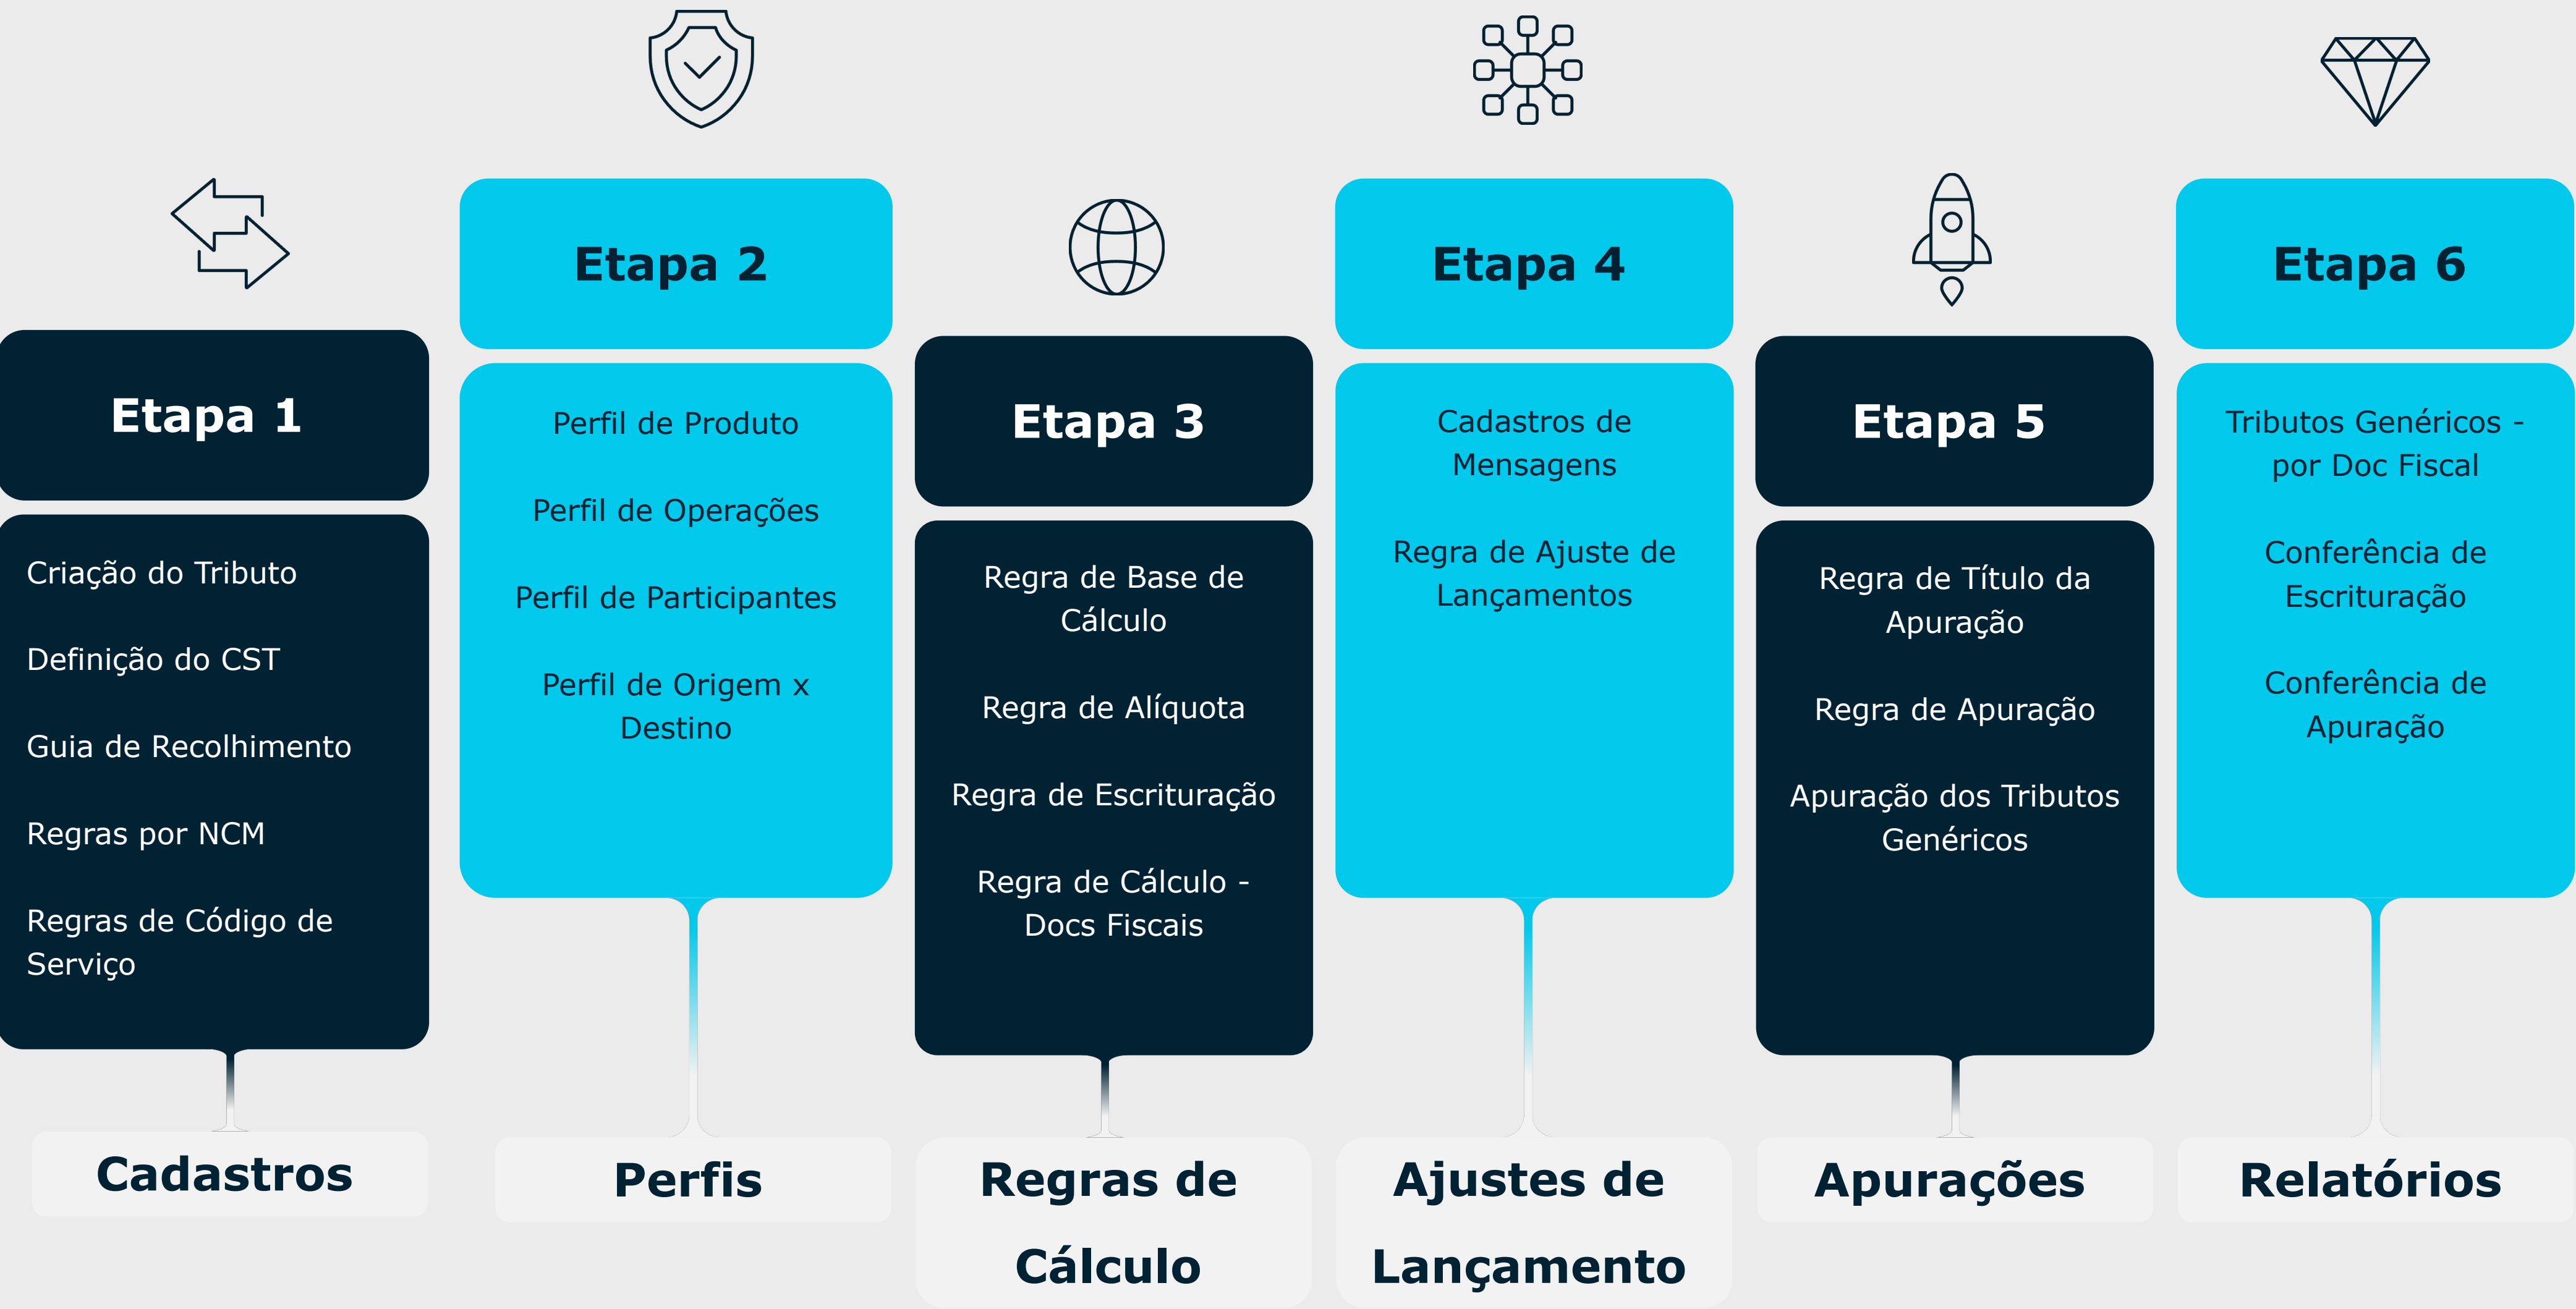 Etapa 1
Criação do Tributo
Definição do CST
Guia de Recolhimento
Regras por NCM
Regras de Código de
Serviço
Cadastros
Etapa 2
Perfil de Produto
Perfil de Operações
Perfil de Participantes
Perfil de Origem x
Destino
Perfis
Etapa 3
Regra de Base de
Cálculo
Regra de Alíquota
Regra de Escrituração
Regra de Cálculo -
Docs Fiscais
Regras de
Cálculo
Etapa 4
Cadastros de
Mensagens
Regra de Ajuste de
Lançamentos
Ajustes de
Lançamento
Etapa 5
Regra de Título da
Apuração
Regra de Apuração
Apuração dos Tributos
Genéricos
Apurações
Etapa 6
Tributos Genéricos -
por Doc Fiscal
Conferência de
Escrituração
Conferência de
Apuração
Relatórios